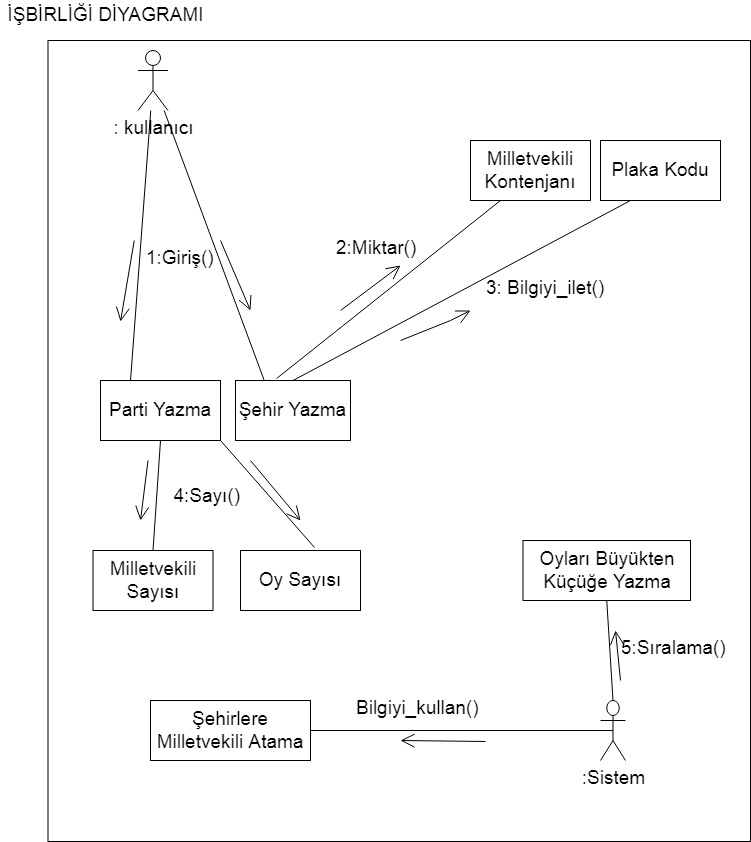 İŞBİRLİĞİ DİYAGRAMI
: kullanıcı
Milletvekili
Kontenjanı
Plaka Kodu
1:Giriş()
2:Miktar()
3: Bilgiyi_ilet()
Parti Yazma
Şehir Yazma
4:Sayı()
Milletvekili
Sayısı
Oy Sayısı
Oyları Büyükten
Küçüğe Yazma
5:Sıralama()
Bilgiyi_kullan()
Şehirlere
Milletvekili Atama
:Sistem